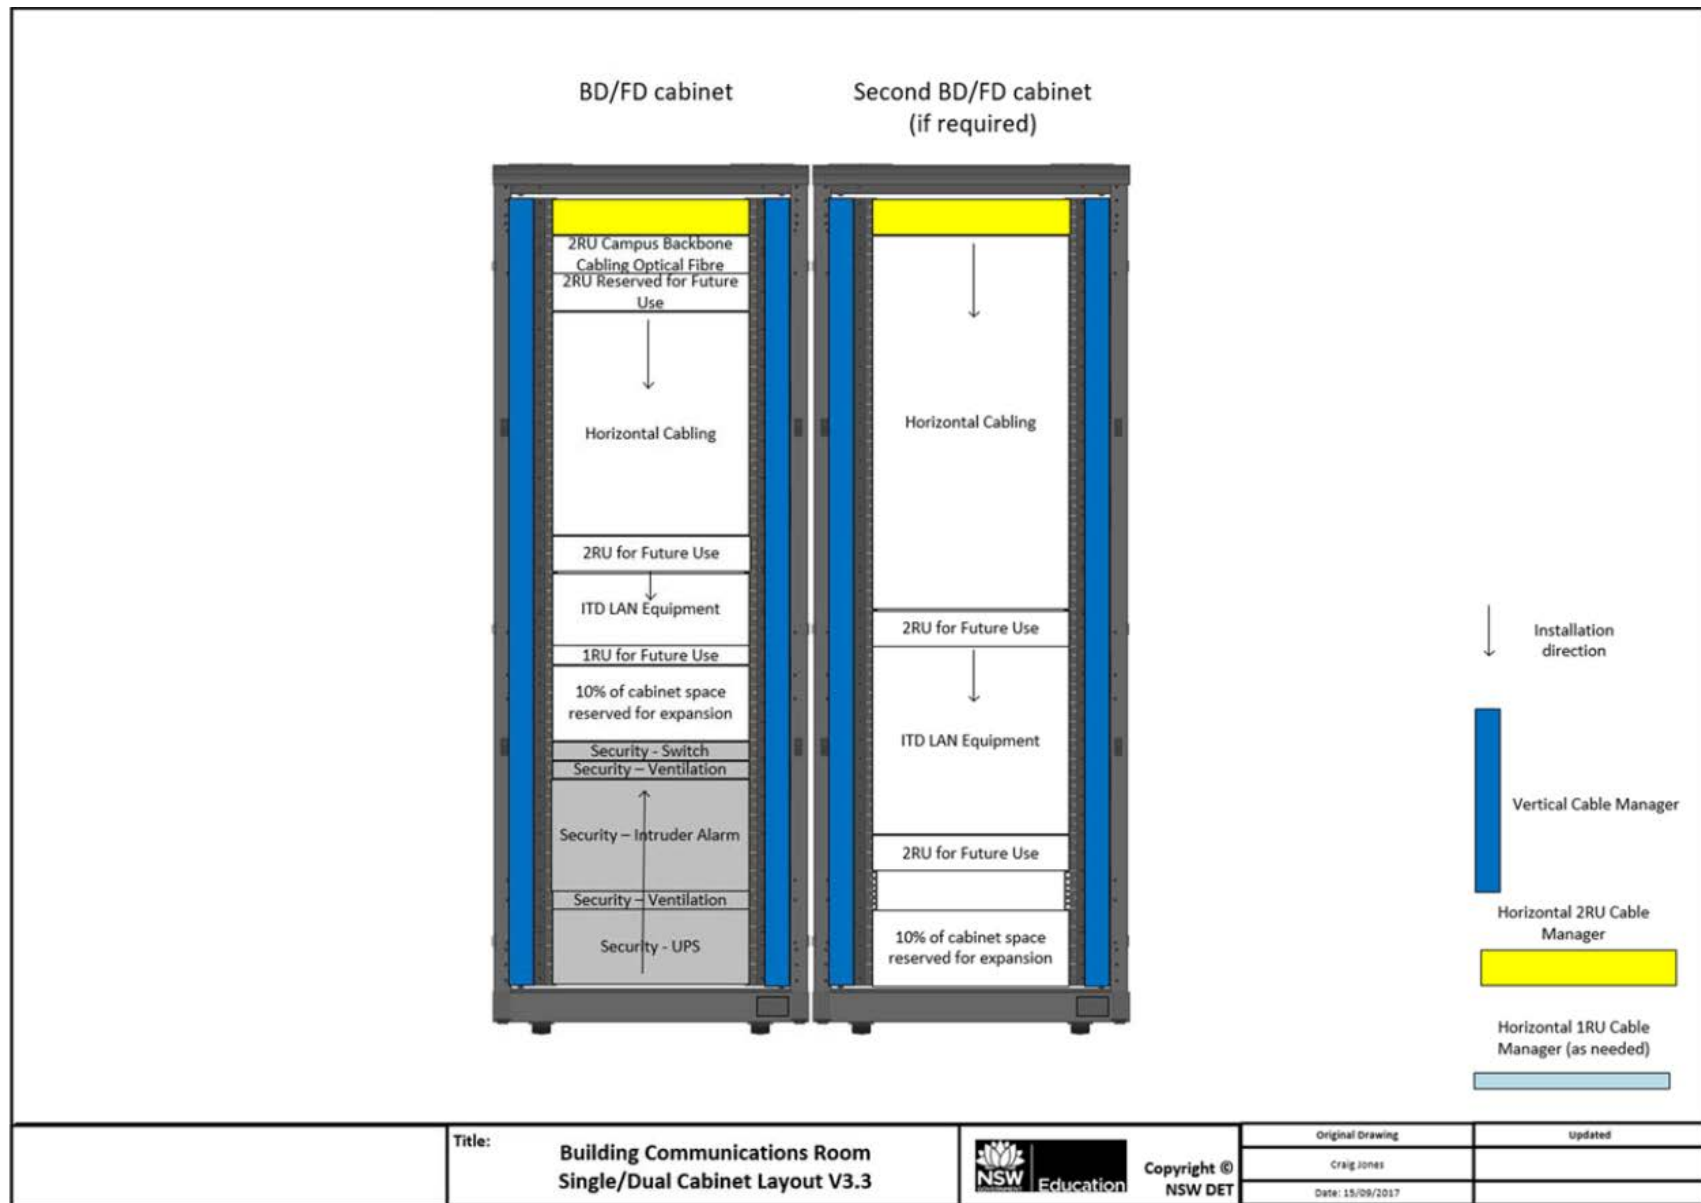 BD/FD cabinet
Second BD/FD cabinet
(if required)
2RU Campus Backbone
Cabling Optical Fibre
2RU Reserved for Future
Use
Horizontal Cabling
2RU for Future Use
ITD LAN Equipment
1RU for Future Use
10% of cabinet space
reserved for expansion
Security - Switch
Security – Ventilation
Security – Intruder Alarm
Security – Ventilation
Security - UPS
Horizontal Cabling
2RU for Future Use
ITD LAN Equipment
2RU for Future Use
10% of cabinet space
reserved for expansion
Installation
direction
Vertical Cable Manager
Horizontal 2RU Cable
Manager
Horizontal 1RU Cable
Manager (as needed)
Title:
Building Communications Room
Single/Dual Cabinet Layout V3.3
NSW
GOVERNMENT
Education
Copyright ©
NSW DET
Original Drawing
Updated
Craig Jones
Date: 15/09/2017